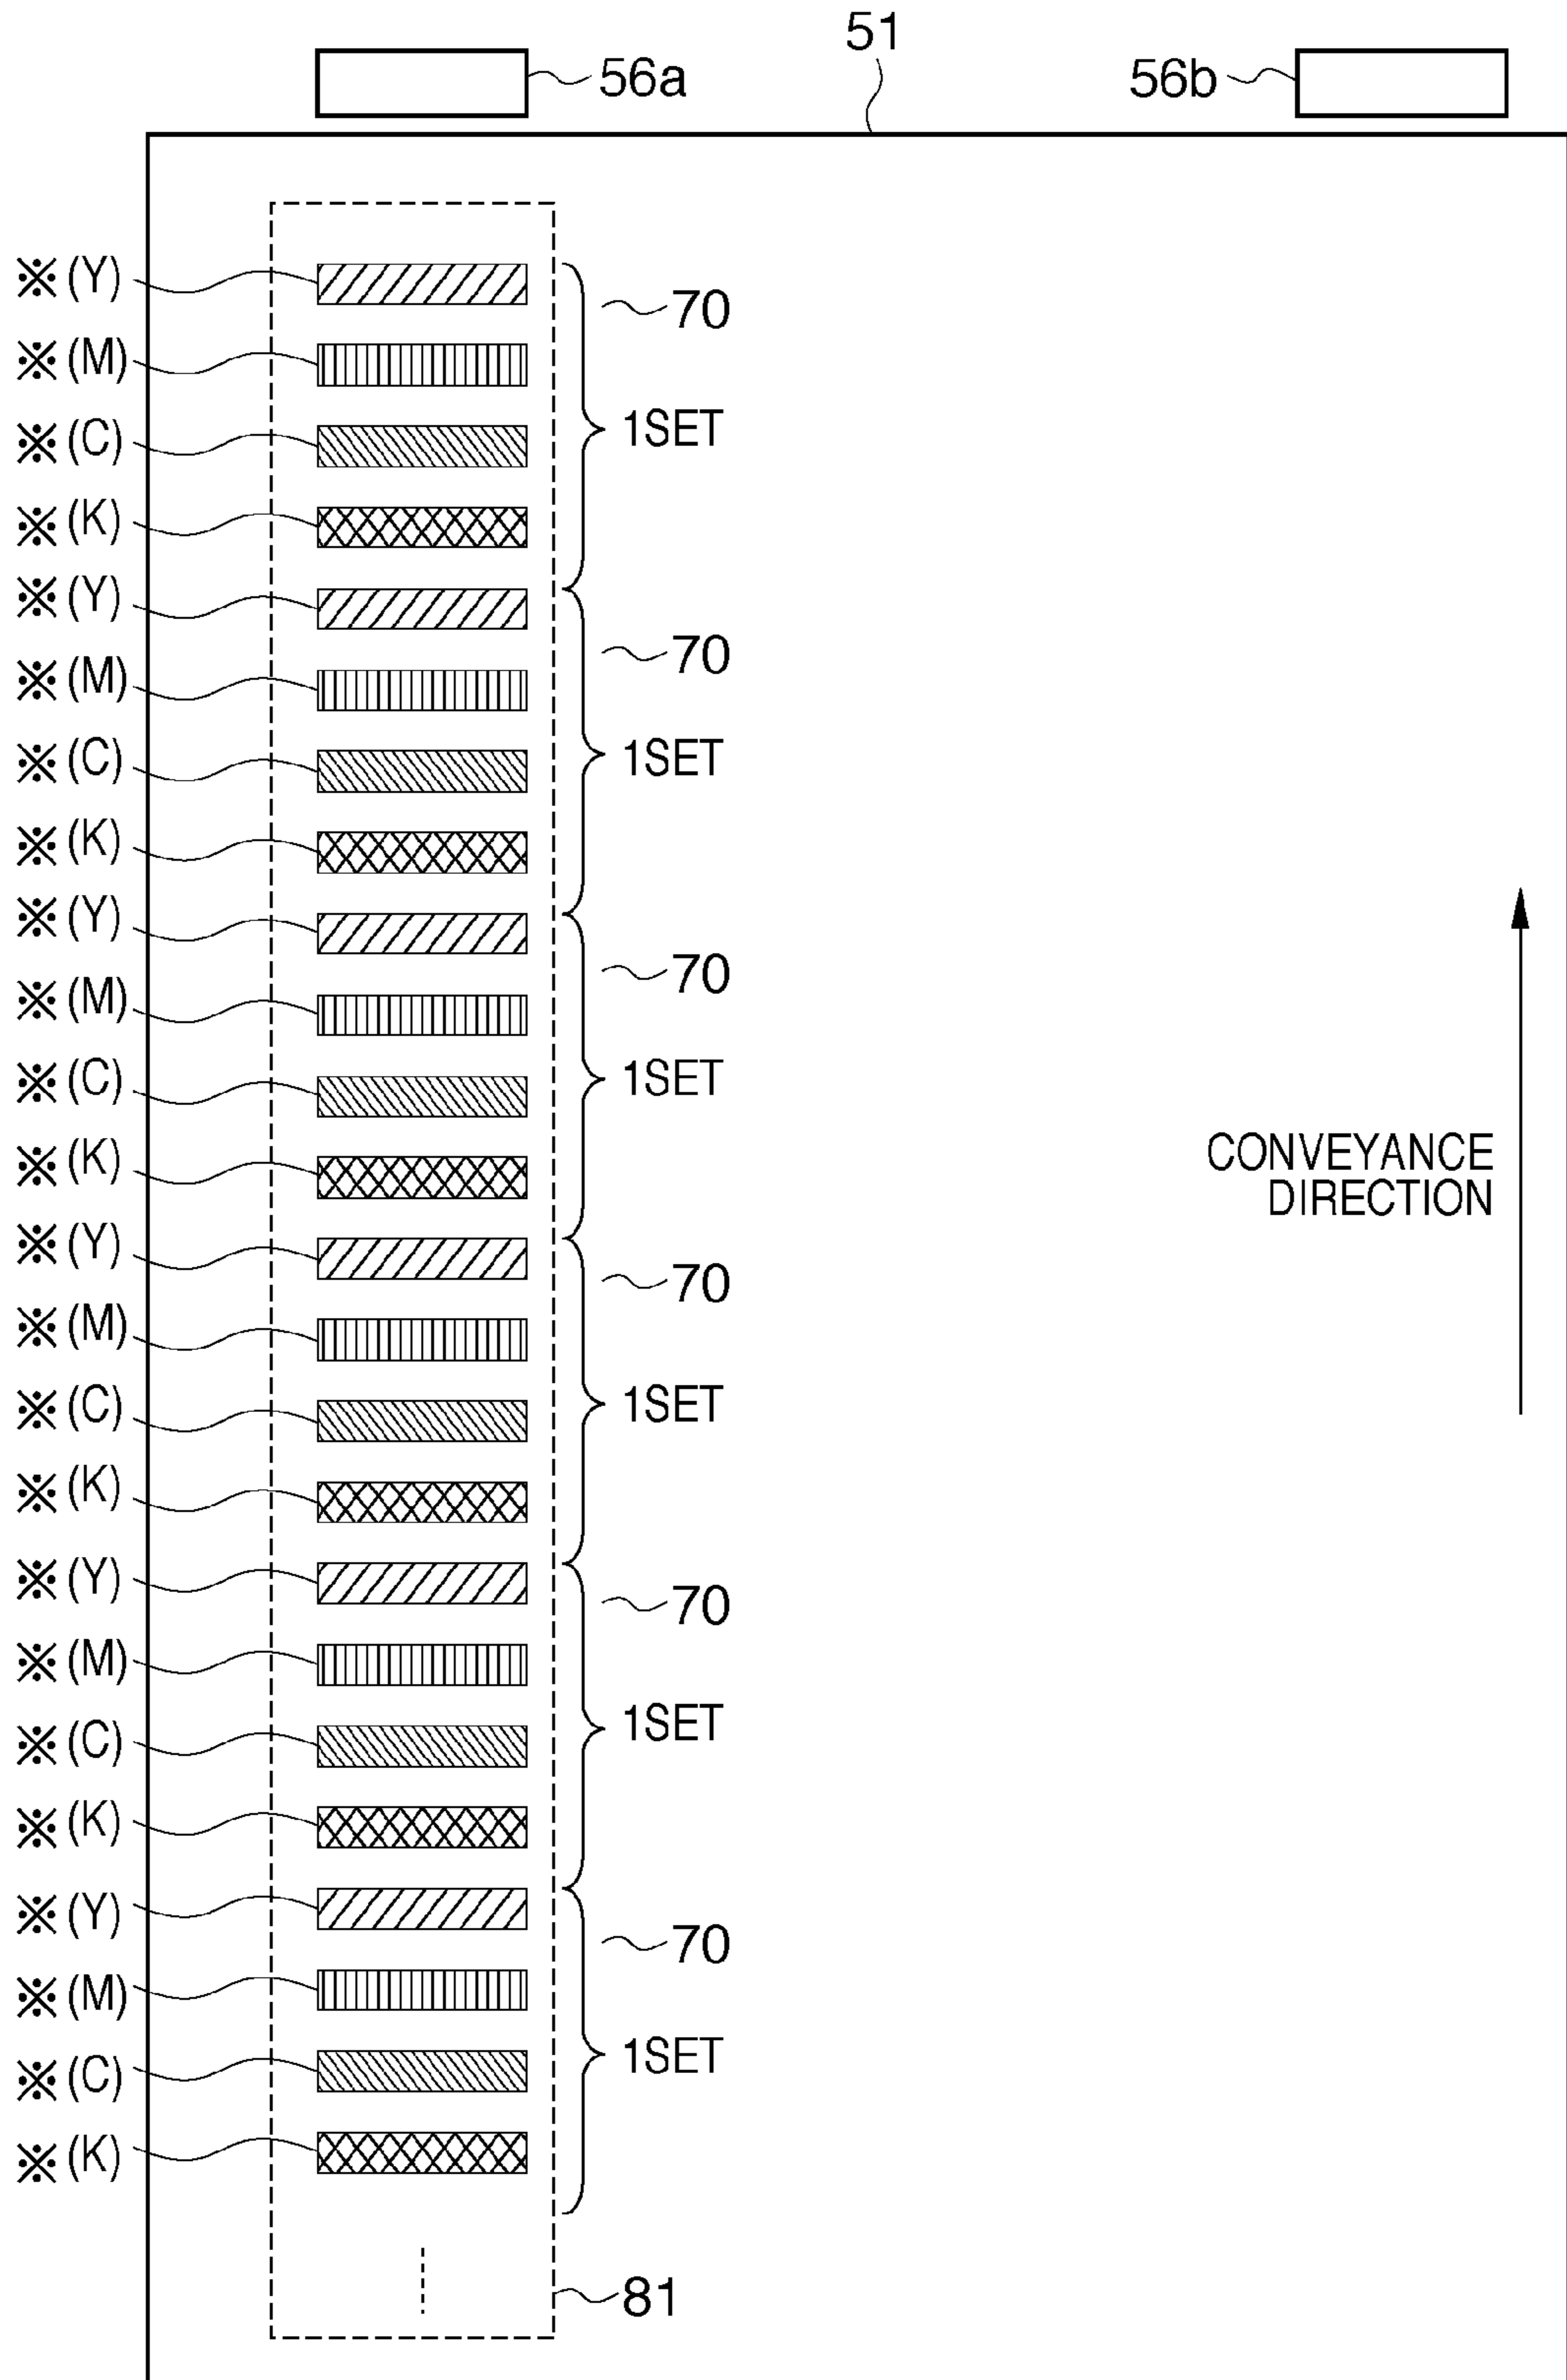 51
56a
56b
※(Y)
70
※(M)
1SET
※(C)
※(K)
※(Y)
70
※(M)
1SET
※(C)
※(K)
※(Y)
70
※(M)
1SET
※(C)
※(K)
CONVEYANCE
DIRECTION
※(Y)
70
※(M)
1SET
※(C)
※(K)
※(Y)
70
※(M)
1SET
※(C)
※(K)
※(Y)
70
※(M)
1SET
※(C)
※(K)
81